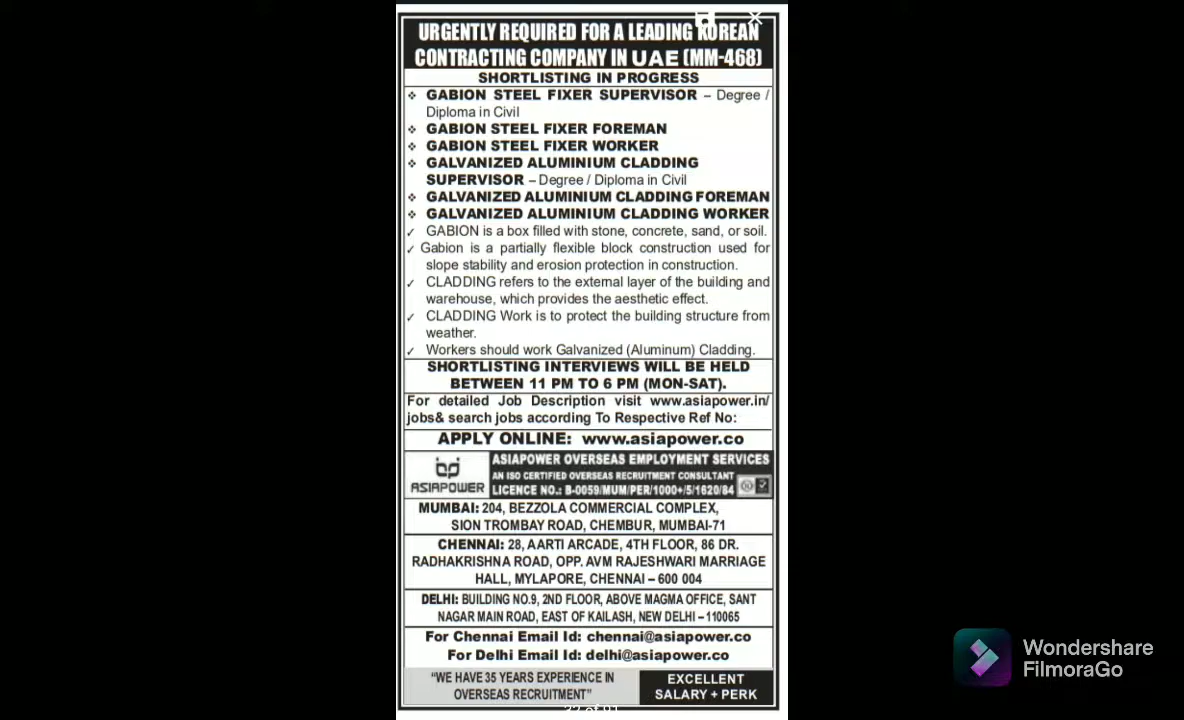 URGENTLY REQUIRED FOR A LEADING KOREAN
CONTRACTING COMPANY IN UAE (MM-468)
SHORTLISTING IN PROGRESS
❖ GABION STEEL FIXER SUPERVISOR – Degree /
Diploma in Civil
❖ GABION STEEL FIXER FOREMAN
❖ GABION STEEL FIXER WORKER
❖ GALVANIZED ALUMINIUM CLADDING
SUPERVISOR – Degree / Diploma in Civil
❖ GALVANIZED ALUMINIUM CLADDING FOREMAN
❖ GALVANIZED ALUMINIUM CLADDING WORKER
✓ GABION is a box filled with stone, concrete, sand, or soil.
✓ Gabion is a partially flexible block construction used for
slope stability and erosion protection in construction.
✓ CLADDING refers to the external layer of the building and
warehouse, which provides the aesthetic effect.
✓ CLADDING Work is to protect the building structure from
weather.
✓ Workers should work Galvanized (Aluminum) Cladding.
SHORTLISTING INTERVIEWS WILL BE HELD
BETWEEN 11 PM TO 6 PM (MON-SAT).
For detailed Job Description visit www.asiapower.in/
jobs& search jobs according To Respective Ref No:
APPLY ONLINE: www.asiapower.co
ASIAPOWER
ASIAPOWER OVERSEAS EMPLOYMENT SERVICES
AN ISO CERTIFIED OVERSEAS RECRUITMENT CONSULTANT
LICENCE NO.: B-0059/MUM/PER/1000+/5/1620/84
MUMBAI: 204, BEZZOLA COMMERCIAL COMPLEX,
SION TROMBAY ROAD, CHEMBUR, MUMBAI-71
CHENNAI: 28, AARTI ARCADE, 4TH FLOOR, 86 DR.
RADHAKRISHNA ROAD, OPP. AVM RAJESHWARI MARRIAGE
HALL, MYLAPORE, CHENNAI – 600 004
DELHI: BUILDING NO.9, 2ND FLOOR, ABOVE MAGMA OFFICE, SANT
NAGAR MAIN ROAD, EAST OF KAILASH, NEW DELHI – 110065
For Chennai Email Id: chennai@asiapower.co
For Delhi Email Id: delhi@asiapower.co
"WE HAVE 35 YEARS EXPERIENCE IN
OVERSEAS RECRUITMENT"
EXCELLENT
SALARY + PERK
Wondershare
FilmoraGo